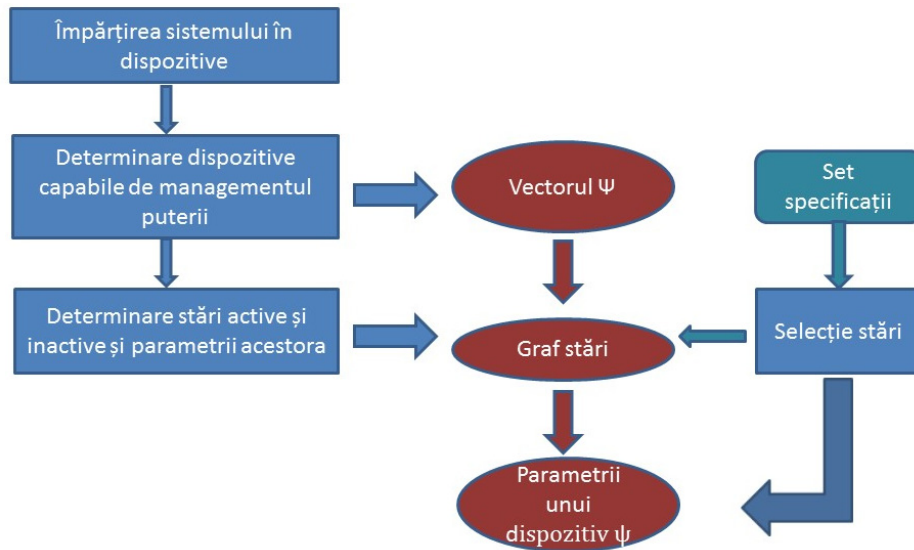 Împărțirea sistemului în
dispozitive
Determinare dispozitive
capabile de managementul
puterii
Vectorul Ψ
Set
specificații
Determinare stări active și
inactive și parametrii acestora
Graf stări
Selecție stări
Parametrii
unui
dispozitiv ψ